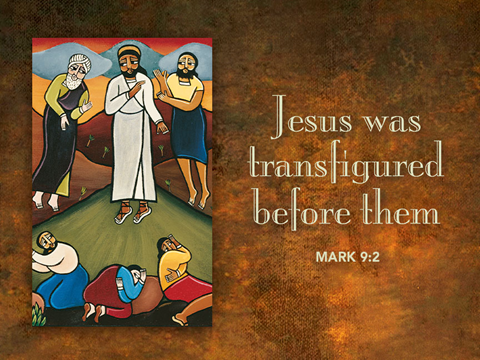 Jesus was
transfigured
before them
MARK 9:2